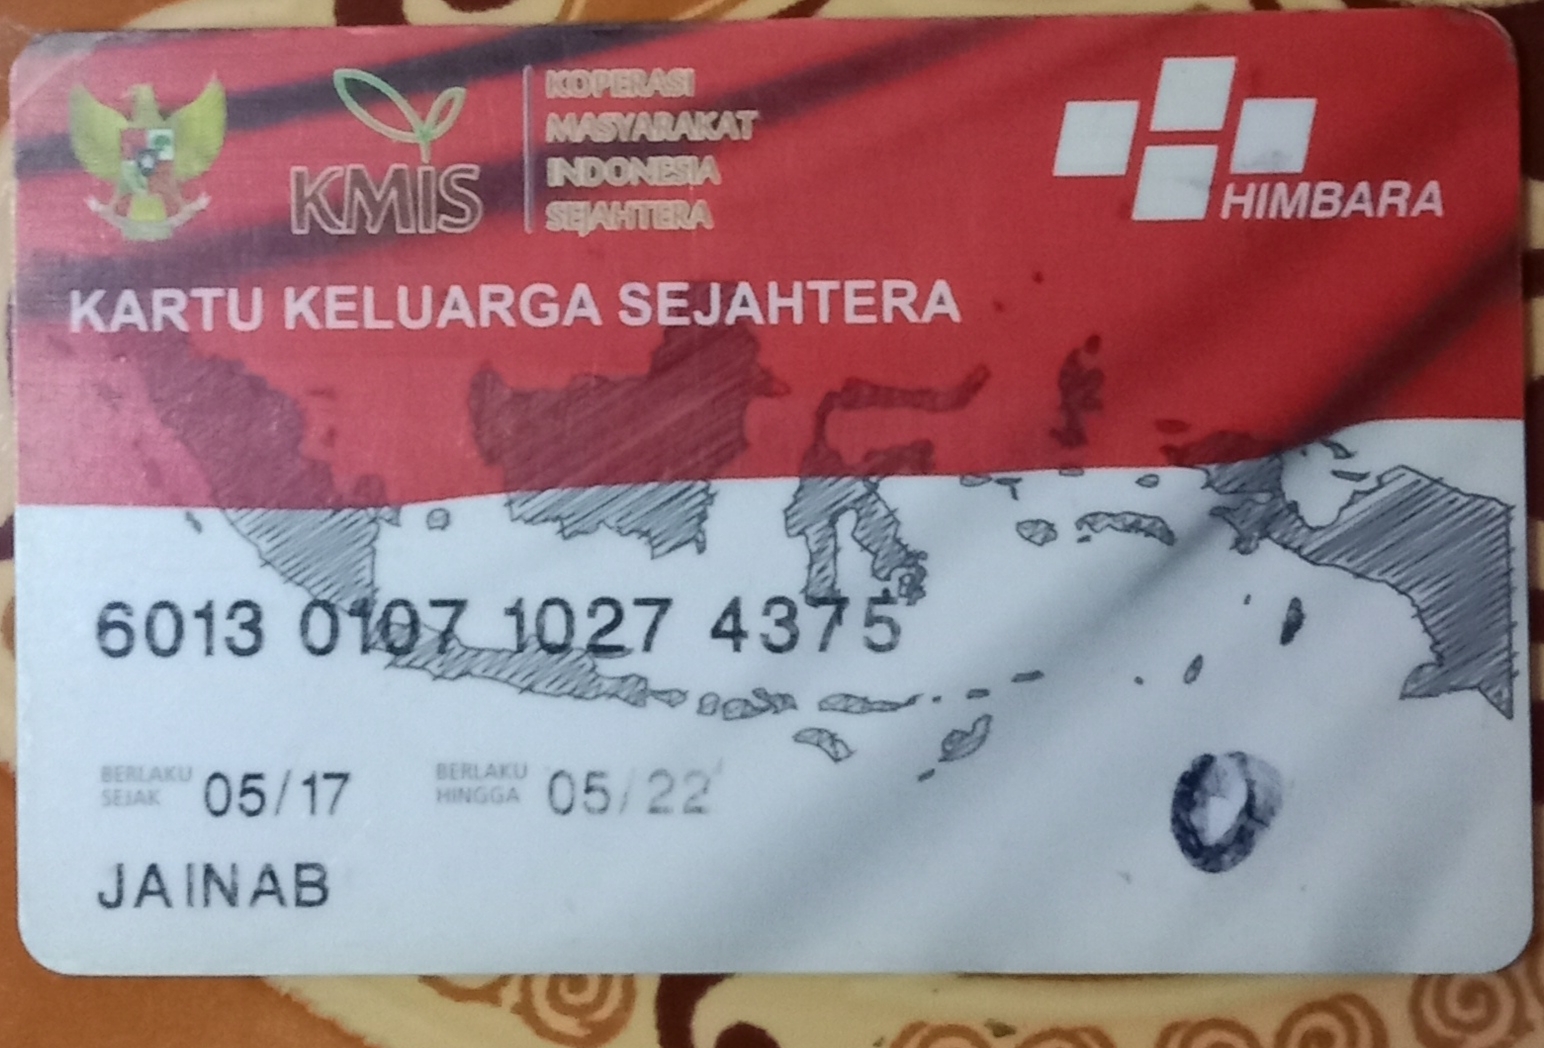 KMIS
KOPERASI
MASYARAKAT
INDONESIA
SEJAHTERA
HIMBARA
KARTU KELUARGA SEJAHTERA
6013 0107 1027 4375
BERLAKU SEJAK 05/17
BERLAKU HINGGA 05/22
JAINAB